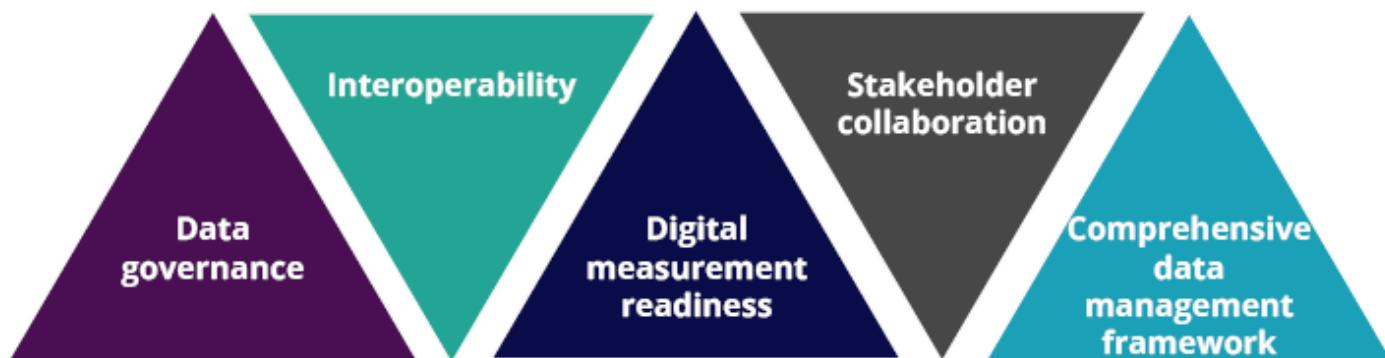 Data
governance
Interoperability
Digital
measurement
readiness
Stakeholder
collaboration
Comprehensive
data
management
framework